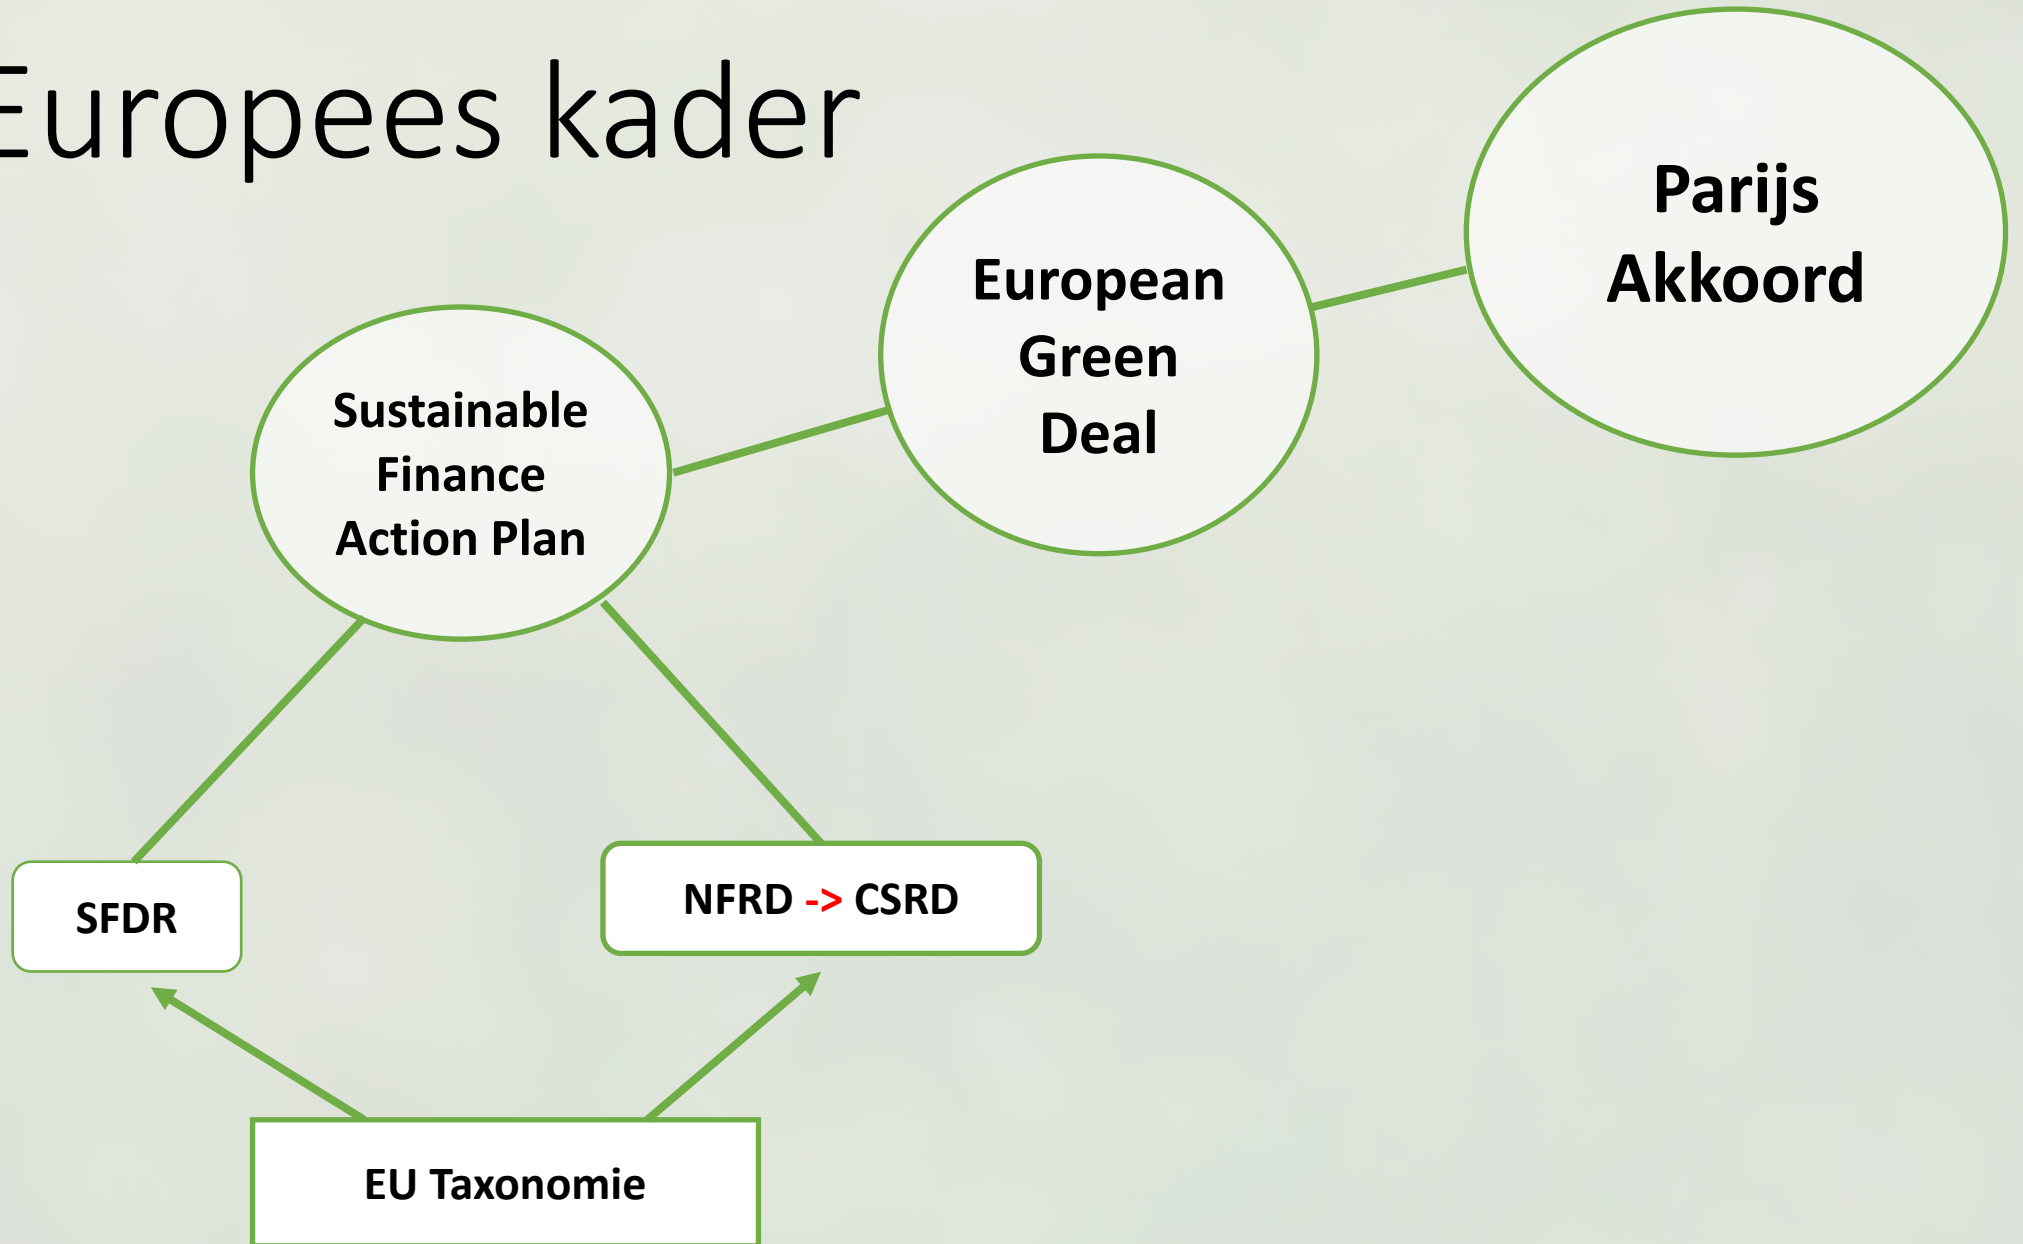 Europees kader
Parijs
Akkoord
European
Green
Deal
Sustainable
Finance
Action Plan
SFDR
NFRD -> CSRD
EU Taxonomie